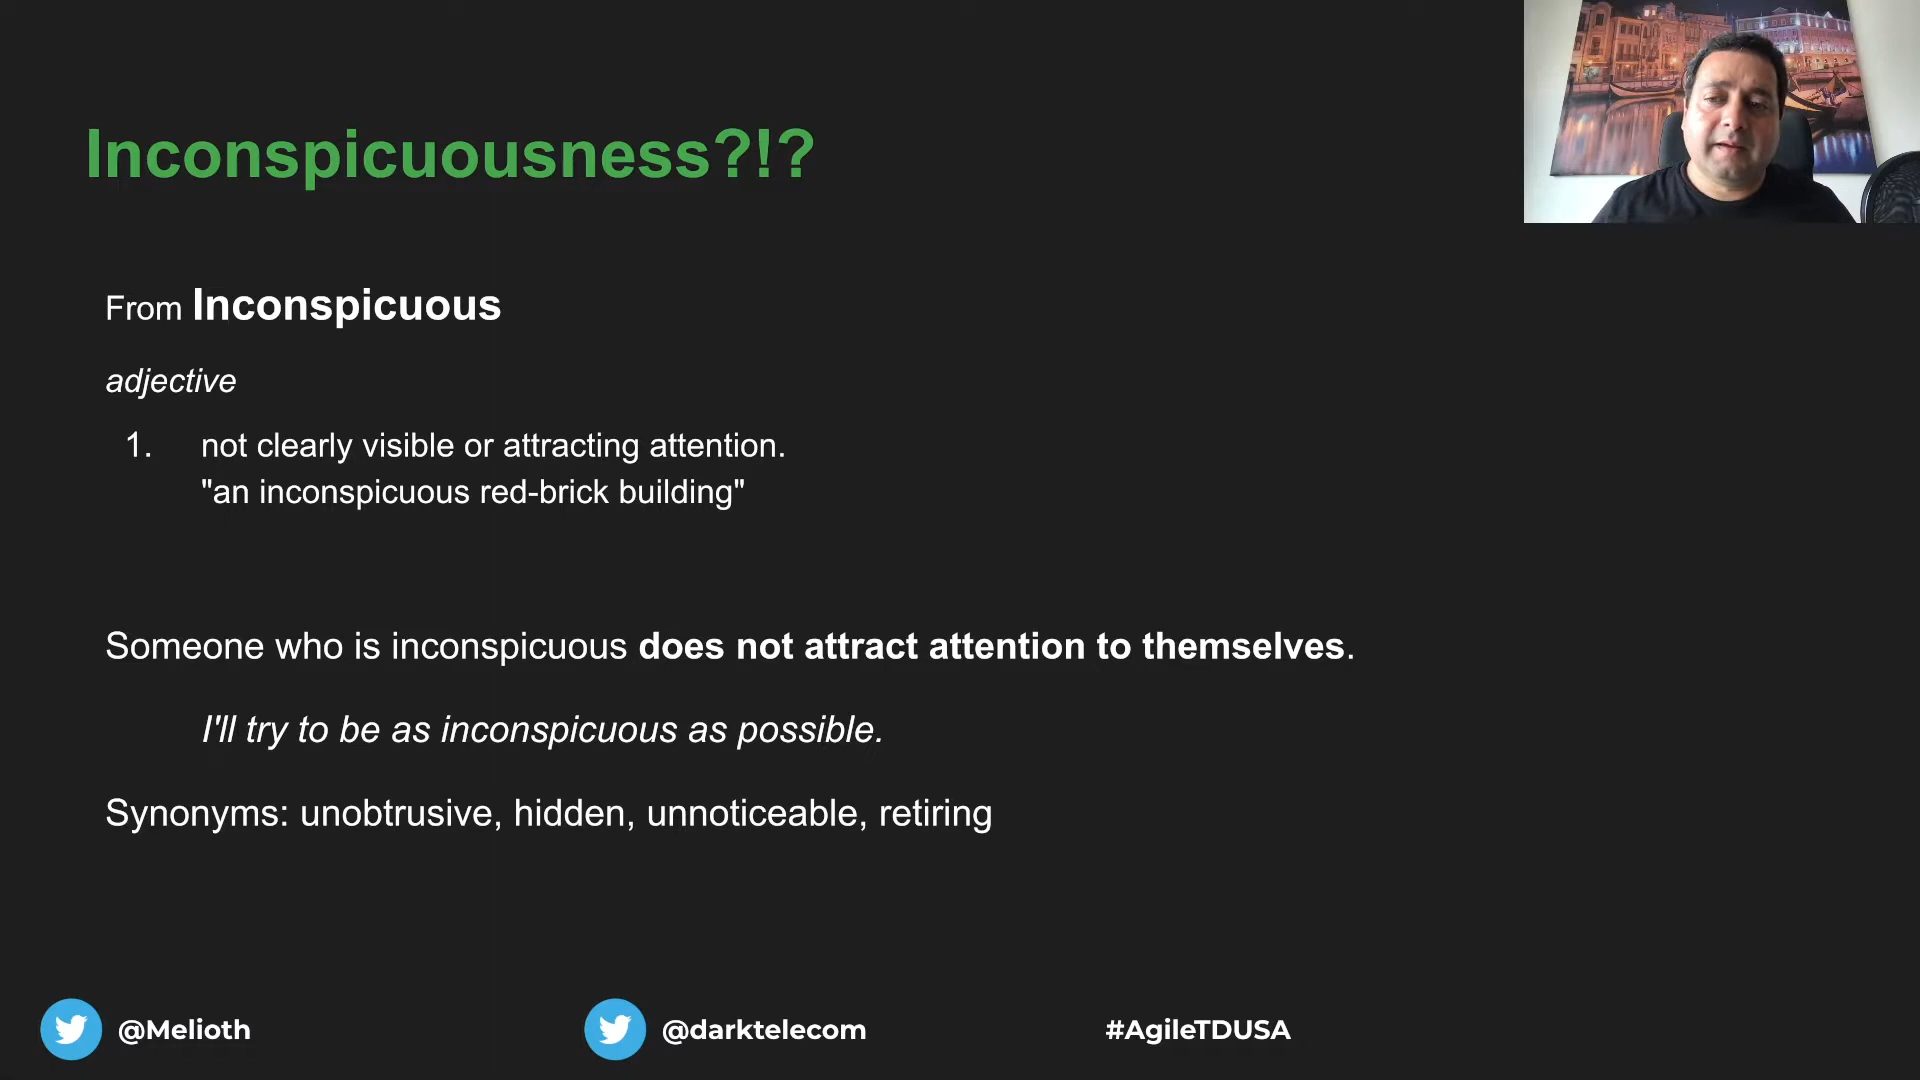 Inconspicuousness?!?
From Inconspicuous
adjective
1. not clearly visible or attracting attention.
"an inconspicuous red-brick building"
Someone who is inconspicuous does not attract attention to themselves.
I'll try to be as inconspicuous as possible.
Synonyms: unobtrusive, hidden, unnoticeable, retiring
@Melioth @darktelecom #AgileTDUSA